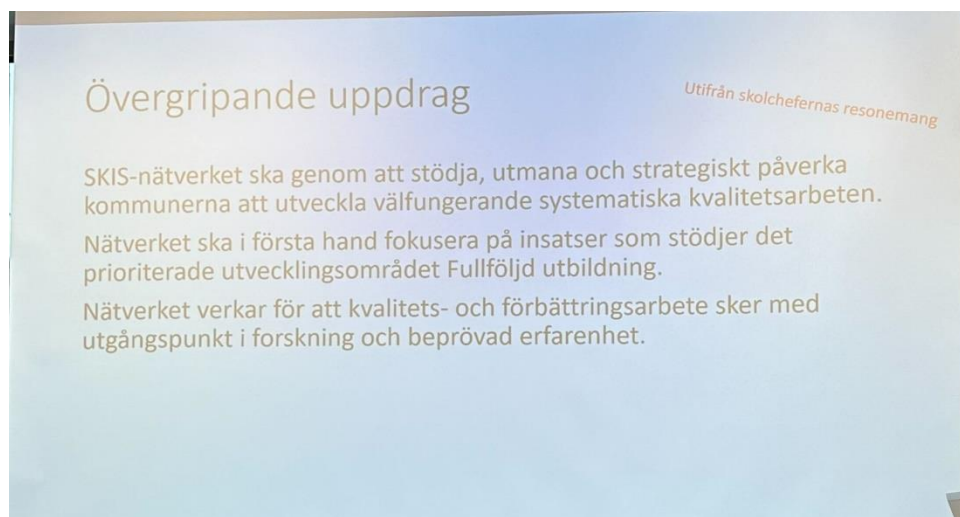 Övergripande uppdrag
Utifrån skolchefernas resonemang
SKIS-nätverket ska genom att stödja, utmana och strategiskt påverka
kommunerna att utveckla välfungerande systematiska kvalitetsarbeten.
Nätverket ska i första hand fokusera på insatser som stödjer det
prioriterade utvecklingsområdet Fullföljd utbildning.
Nätverket verkar för att kvalitets- och förbättringsarbete sker med
utgångspunkt i forskning och beprövad erfarenhet.